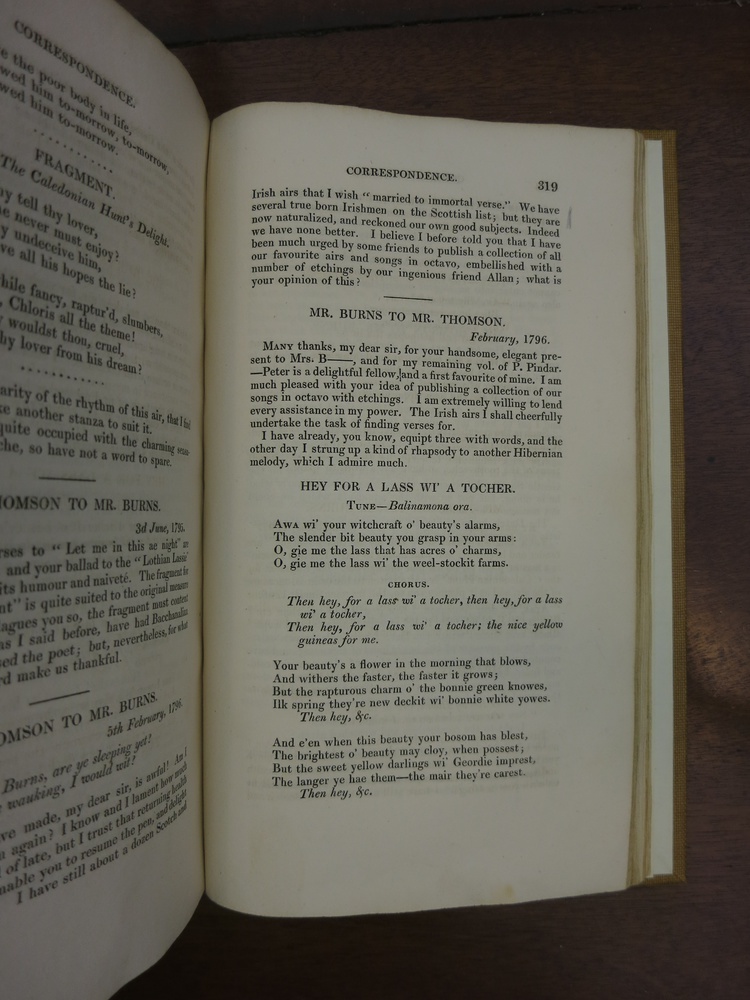 CORRESPONDENCE.
e the poor body in life,
wed him to-morrow, to-morrow,
wed him to-morrow.
FRAGMENT.
The Caledonian Hunt's Delight.
y tell thy lover,
e never must enjoy?
y undeceive him,
ve all his hopes the lie?
hile fancy, raptur'd, slumbers,
, Chloris all the theme!
wouldst thou, cruel,
hy lover from his dream?
arity of the rhythm of this air, that I find
e another stanza to suit it.
quite occupied with the charming
che, so have not a word to spare.
HOMSON TO MR. BURNS.
3d June, 1795.
rses to "Let me in this ae night" are
and your ballad to the "Lothian Lassie"
its humour and naiveté. The fragment for
nt" is quite suited to the original measure
lagues you so, the fragment must content
as I said before, have had Bacchanalian
sed the poet; but, nevertheless, for what
rd make us thankful.
OMSON TO MR. BURNS.
5th February, 1796.
Burns, are ye sleeping yet?
wauking, I would wit!
ve made, my dear sir, is awful! Am I
n again? I know and I lament how much
of late, but I trust that returning health
nable you to resume the pen, and delight
I have still about a dozen Scotch and
CORRESPONDENCE. 319
Irish airs that I wish "married to immortal verse." We have
several true born Irishmen on the Scottish list; but they are
now naturalized, and reckoned our own good subjects. Indeed
we have none better. I believe I before told you that I have
been much urged by some friends to publish a collection of all
our favourite airs and songs in octavo, embellished with a
number of etchings by our ingenious friend Allan; what is
your opinion of this?
MR. BURNS TO MR. THOMSON.
February, 1796.
MANY thanks, my dear sir, for your handsome, elegant pre-
sent to Mrs. B——, and for my remaining vol. of P. Pindar.
—Peter is a delightful fellow, and a first favourite of mine. I am
much pleased with your idea of publishing a collection of our
songs in octavo with etchings. I am extremely willing to lend
every assistance in my power. The Irish airs I shall cheerfully
undertake the task of finding verses for.
I have already, you know, equipt three with words, and the
other day I strung up a kind of rhapsody to another Hibernian
melody, which I admire much.
HEY FOR A LASS WI' A TOCHER.
TUNE—Balinamona ora.
AWA wi' your witchcraft o' beauty's alarms,
The slender bit beauty you grasp in your arms:
O, gie me the lass that has acres o' charms,
O, gie me the lass wi' the weel-stockit farms.
CHORUS.
Then hey, for a lass wi' a tocher, then hey, for a lass
wi' a tocher,
Then hey, for a lass wi' a tocher; the nice yellow
guineas for me.
Your beauty's a flower in the morning that blows,
And withers the faster, the faster it grows;
But the rapturous charm o' the bonnie green knowes,
Ilk spring they're new deckit wi' bonnie white yowes.
Then hey, &c.
And e'en when this beauty your bosom has blest,
The brightest o' beauty may cloy, when possest;
But the sweet yellow darlings wi' Geordie imprest,
The langer ye hae them—the mair they're carest.
Then hey, &c.